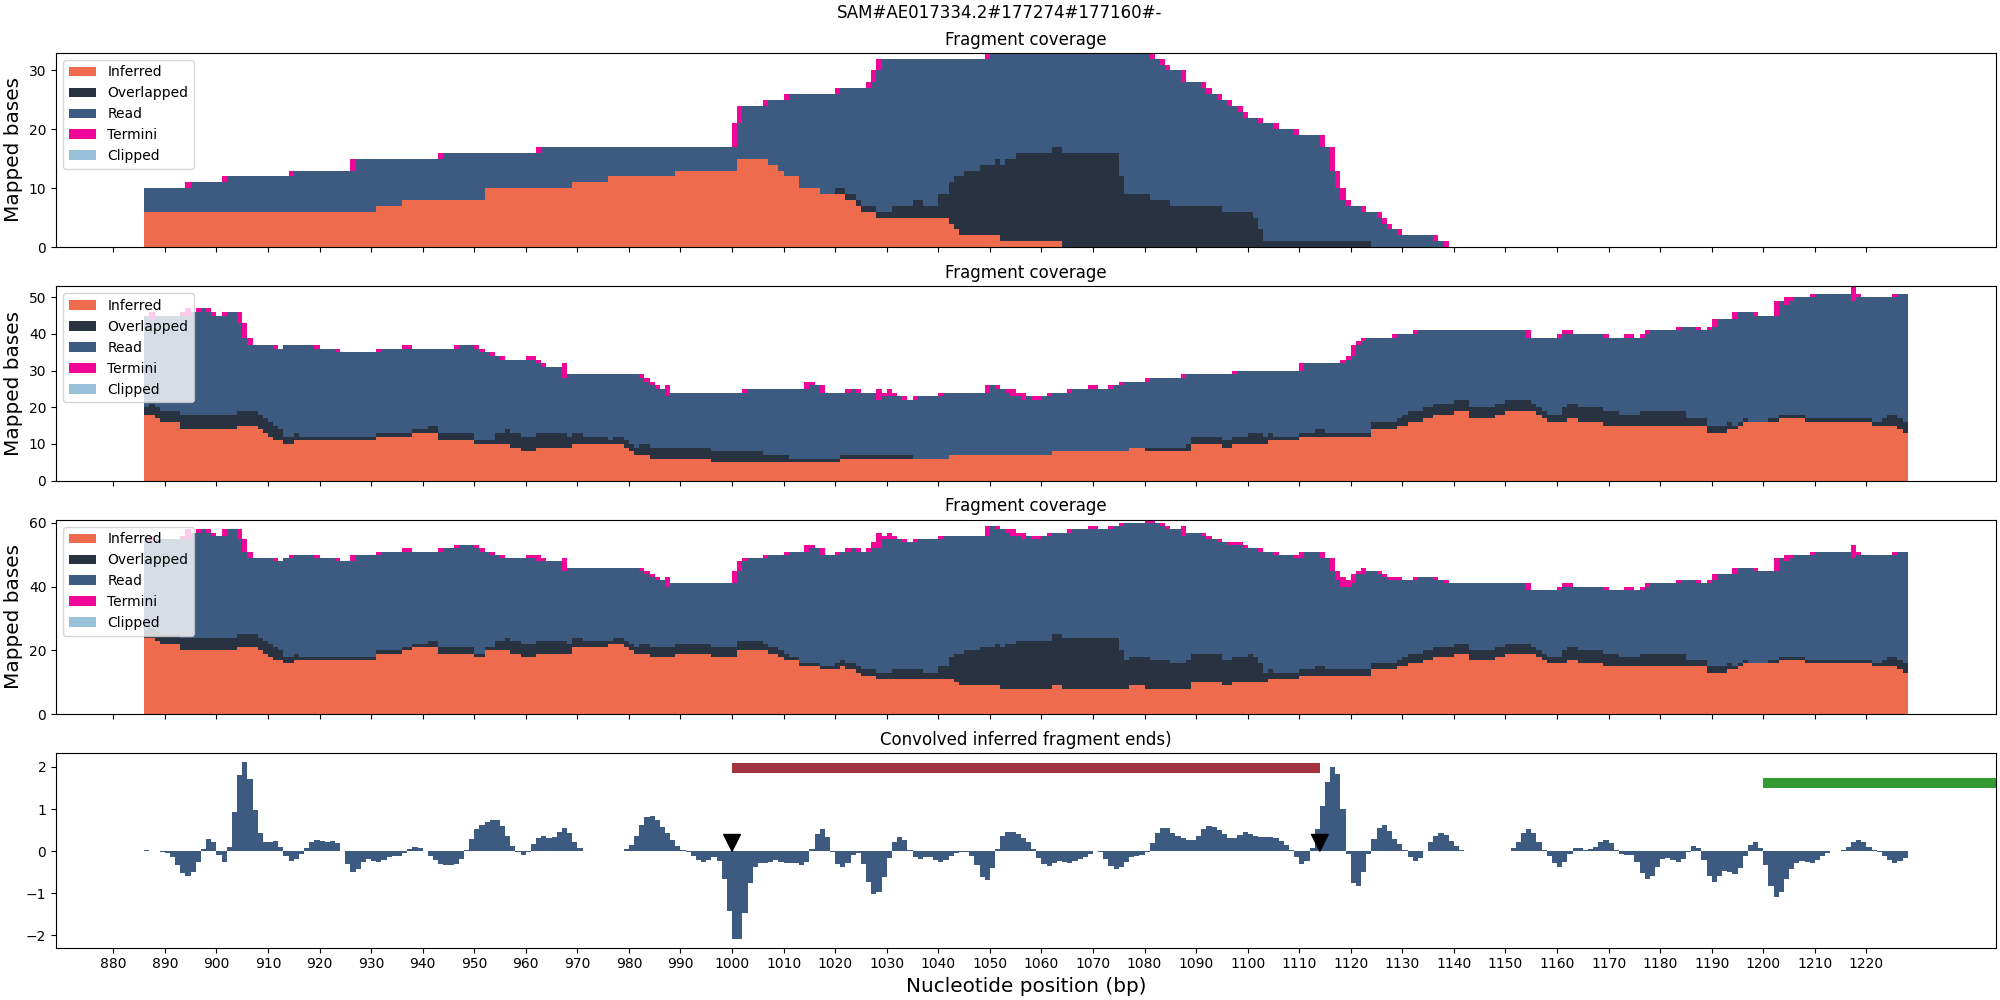 SAM#AE017334.2#177274#177160#-
Fragment coverage
Mapped bases
30
20
10
0
Inferred
Overlapped
Read
Termini
Clipped
Fragment coverage
Mapped bases
50
40
30
20
10
0
Inferred
Overlapped
Read
Termini
Clipped
Fragment coverage
Mapped bases
60
40
20
0
Inferred
Overlapped
Read
Termini
Clipped
Convolved inferred fragment ends)
2
1
0
−1
−2
880 890 900 910 920 930 940 950 960 970 980 990 1000 1010 1020 1030 1040 1050 1060 1070 1080 1090 1100 1110 1120 1130 1140 1150 1160 1170 1180 1190 1200 1210 1220
Nucleotide position (bp)